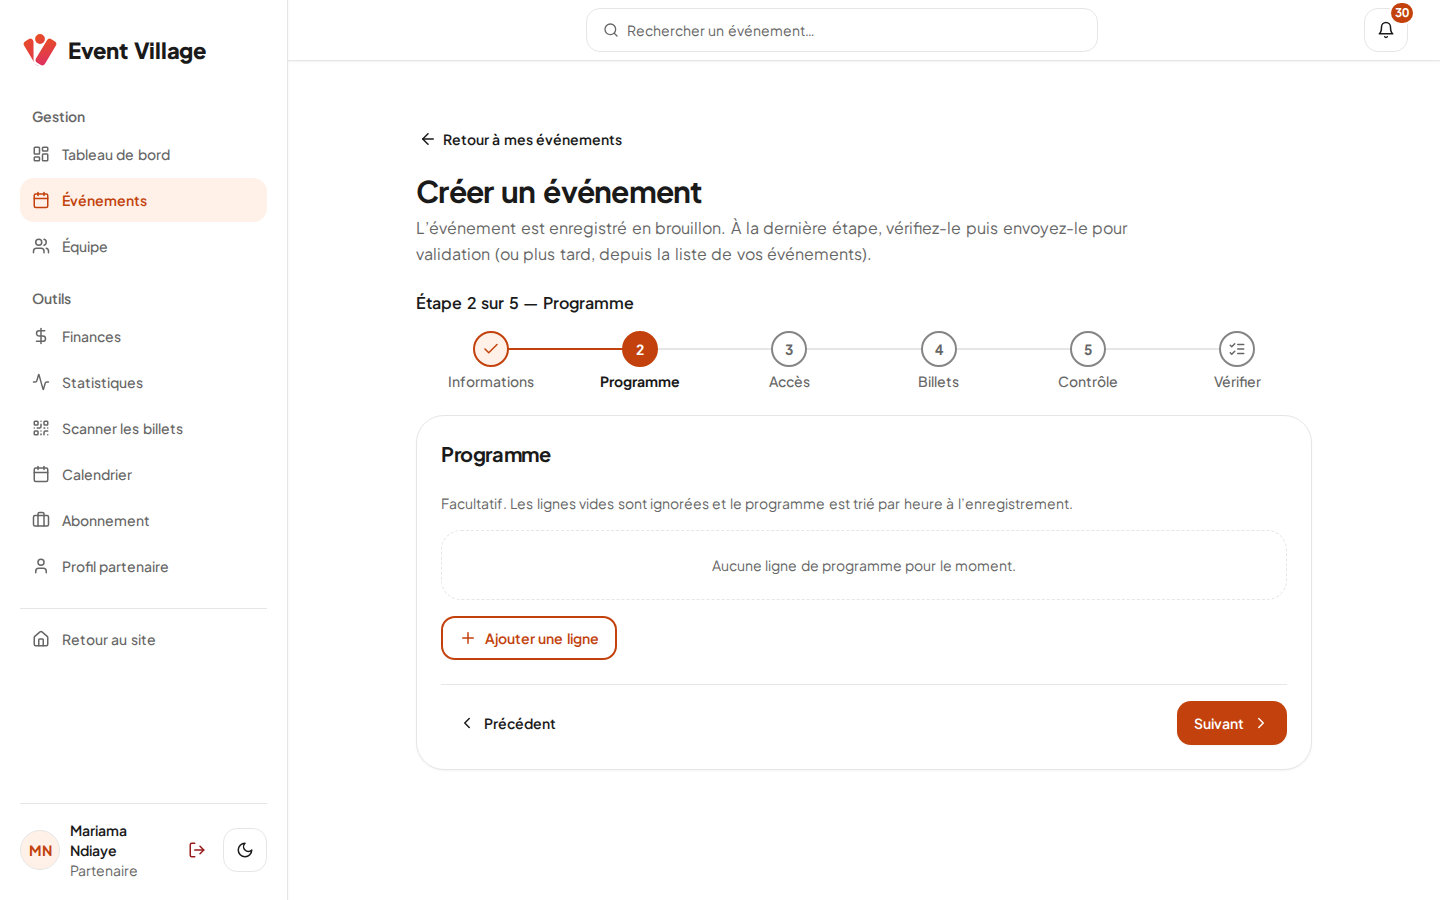 Event Village
Rechercher un événement…
30
Gestion
Tableau de bord
Événements
Équipe
Outils
Finances
Statistiques
Scanner les billets
Calendrier
Abonnement
Profil partenaire
Retour au site
MN
Mariama
Ndiaye
Partenaire
Retour à mes événements
Créer un événement
L’événement est enregistré en brouillon. À la dernière étape, vérifiez-le puis envoyez-le pour
validation (ou plus tard, depuis la liste de vos événements).
Étape 2 sur 5 — Programme
2
3
4
5
Informations
Programme
Accès
Billets
Contrôle
Vérifier
Programme
Facultatif. Les lignes vides sont ignorées et le programme est trié par heure à l’enregistrement.
Aucune ligne de programme pour le moment.
Ajouter une ligne
Précédent
Suivant